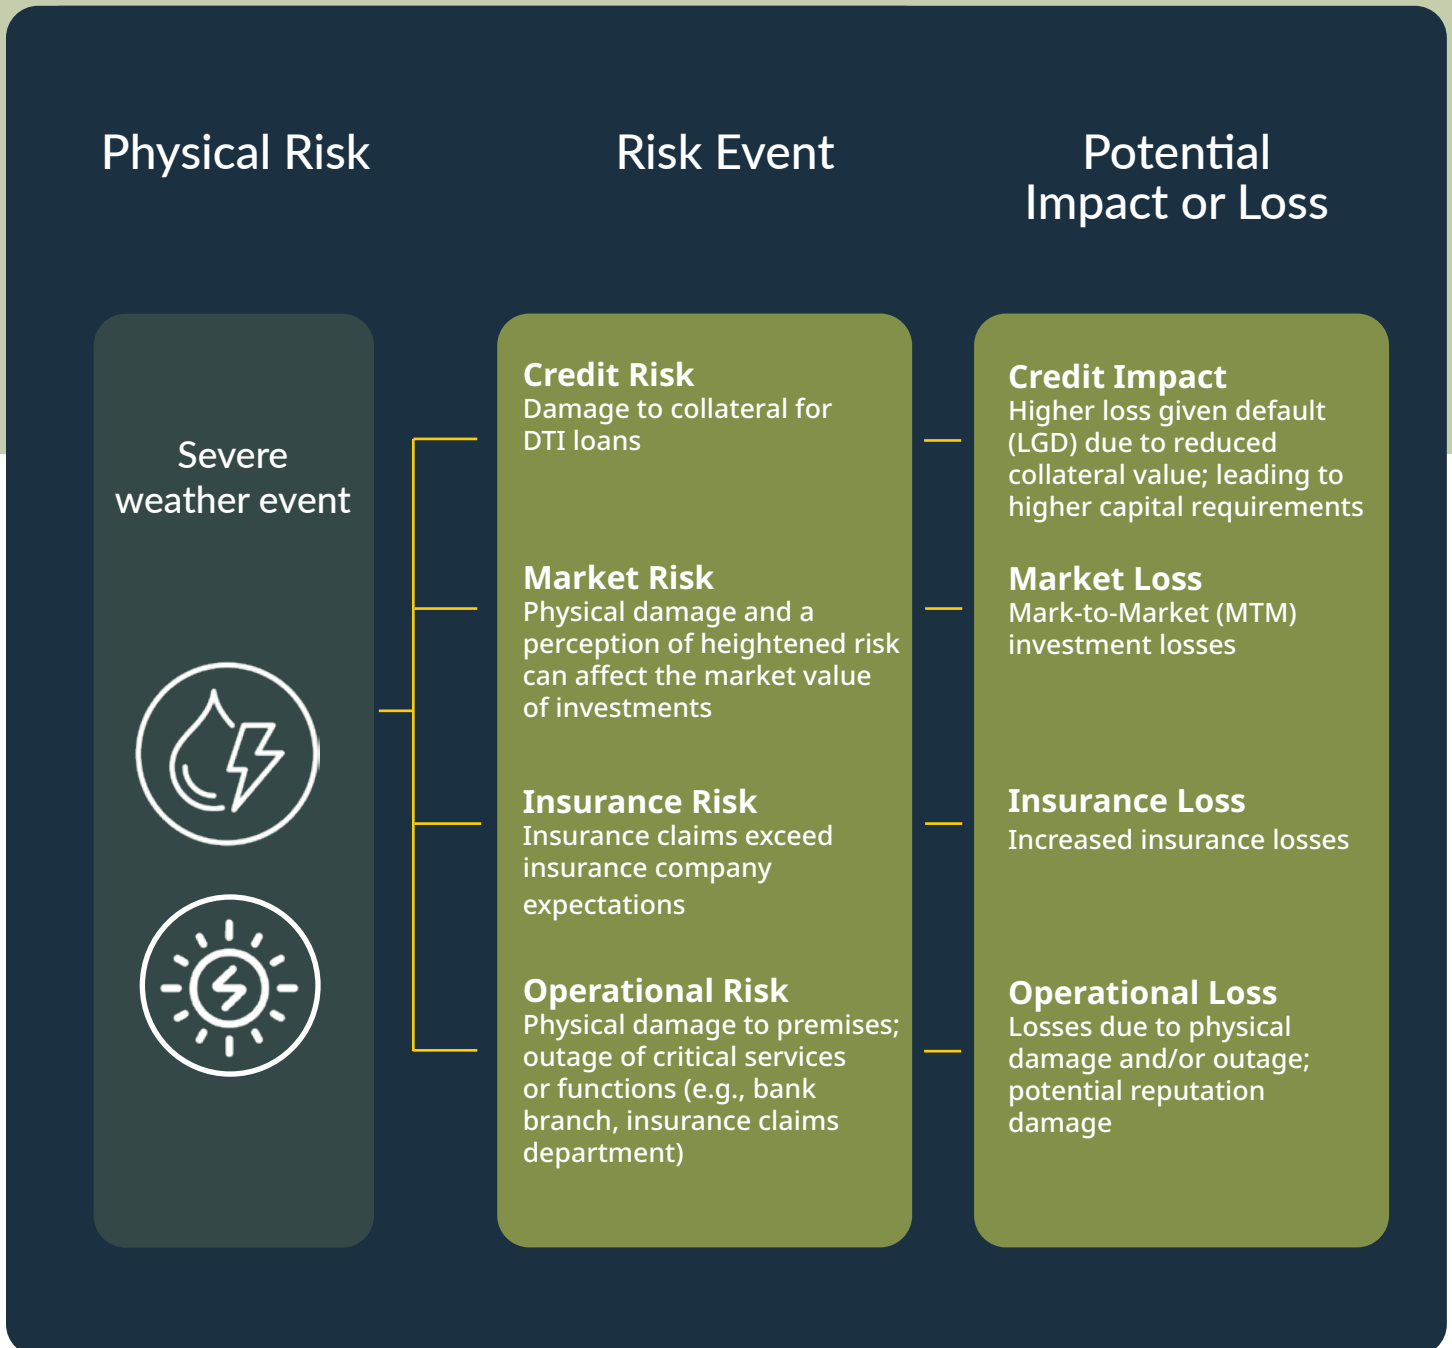 Physical Risk
Risk Event
Potential
Impact or Loss
Severe
weather event
Credit Risk
Damage to collateral for
DTI loans
Credit Impact
Higher loss given default
(LGD) due to reduced
collateral value; leading to
higher capital requirements
Market Risk
Physical damage and a
perception of heightened risk
can affect the market value
of investments
Market Loss
Mark-to-Market (MTM)
investment losses
Insurance Risk
Insurance claims exceed
insurance company
expectations
Insurance Loss
Increased insurance losses
Operational Risk
Physical damage to premises;
outage of critical services
or functions (e.g., bank
branch, insurance claims
department)
Operational Loss
Losses due to physical
damage and/or outage;
potential reputation
damage